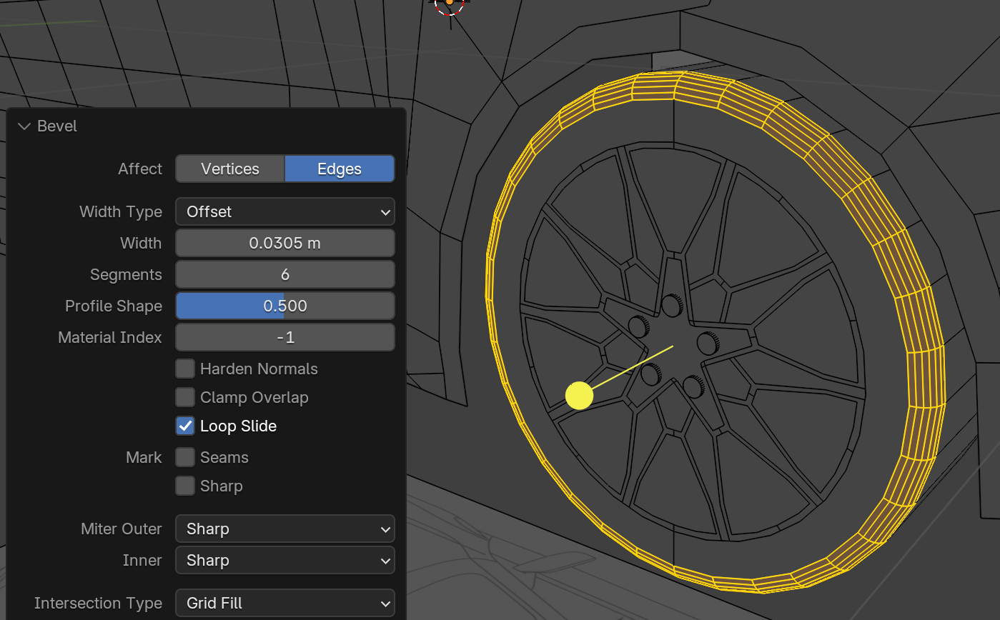 Bevel
Affect Vertices Edges
Width Type Offset
Width 0.0305 m
Segments 6
Profile Shape 0.500
Material Index -1
Harden Normals
Clamp Overlap
Loop Slide
Mark Seams
Sharp
Miter Outer Sharp
Inner Sharp
Intersection Type Grid Fill